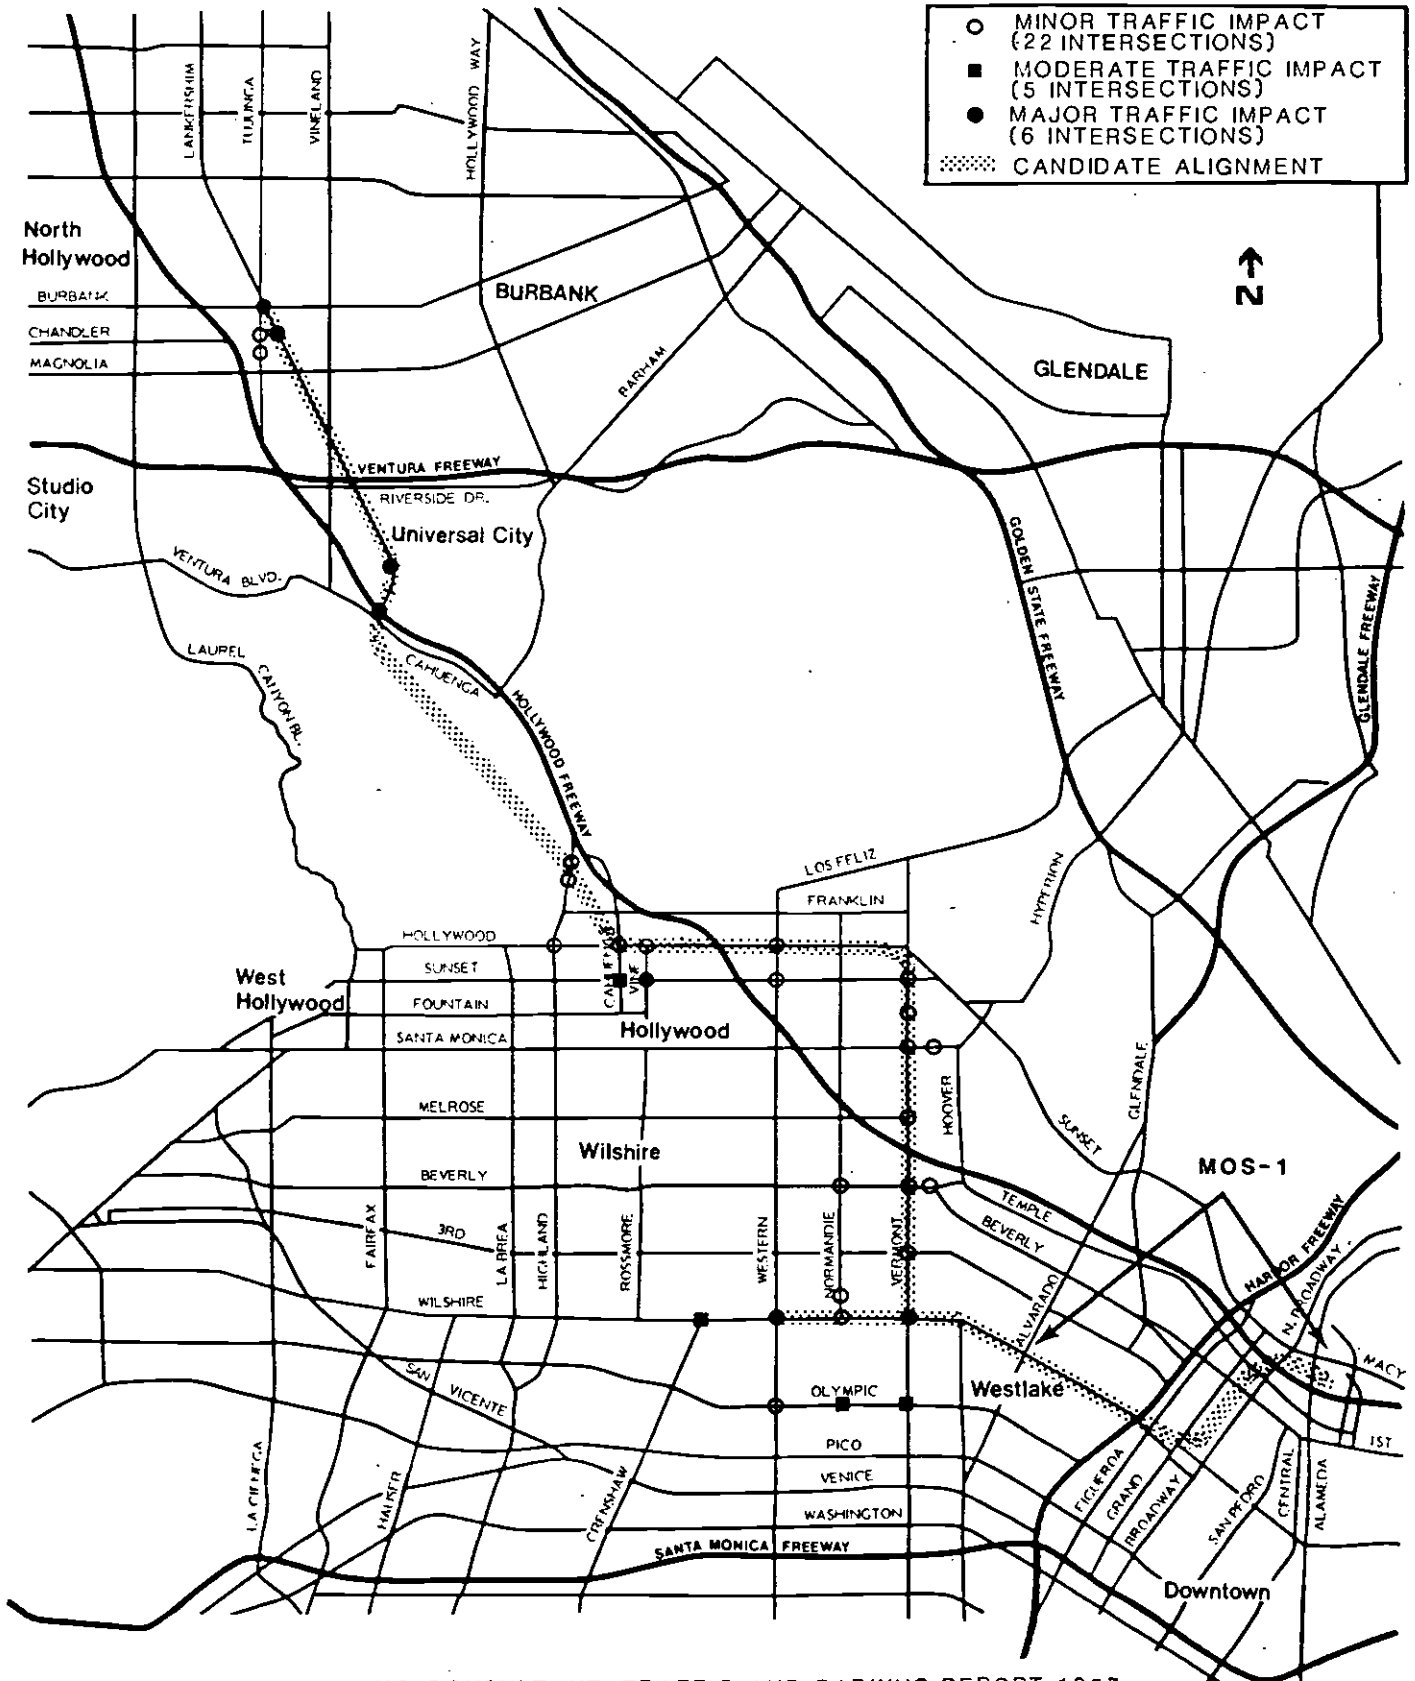 MINOR TRAFFIC IMPACT
(22 INTERSECTIONS)
MODERATE TRAFFIC IMPACT
(5 INTERSECTIONS)
MAJOR TRAFFIC IMPACT
(6 INTERSECTIONS)
CANDIDATE ALIGNMENT
LANKERSHIM
TUJUNGA
VINELAND
HOLLYWOOD WAY
North
Hollywood
N
BURBANK
BURBANK
CHANDLER
MAGNOLIA
BARHAM
GLENDALE
VENTURA FREEWAY
RIVERSIDE DR.
Studio
City
Universal City
VENTURA BLVD.
GOLDEN STATE FREEWAY
GLENDALE FREEWAY
LAUREL CANYON BL.
CAHUENGA
HOLLYWOOD FREEWAY
LOS FELIZ
FRANKLIN
HYPERION
HOLLYWOOD
CAHUENGA
VINE
SUNSET
West
Hollywood
FOUNTAIN
Hollywood
SANTA MONICA
MELROSE
HOOVER
GLENDALE
SUNSET
Wilshire
BEVERLY
MOS-1
TEMPLE
BEVERLY
3RD
FAIRFAX
LA BREA
HIGHLAND
ROSSMORE
WESTERN
NORMANDIE
VERMONT
ALVARADO
HARBOR FREEWAY
N. BROADWAY
WILSHIRE
MACY
SAN VICENTE
OLYMPIC
Westlake
1ST
PICO
VENICE
WASHINGTON
LA CIENEGA
HAUSER
CRENSHAW
FIGUEROA
GRAND
BROADWAY
SAN PEDRO
CENTRAL
ALAMEDA
SANTA MONICA FREEWAY
Downtown